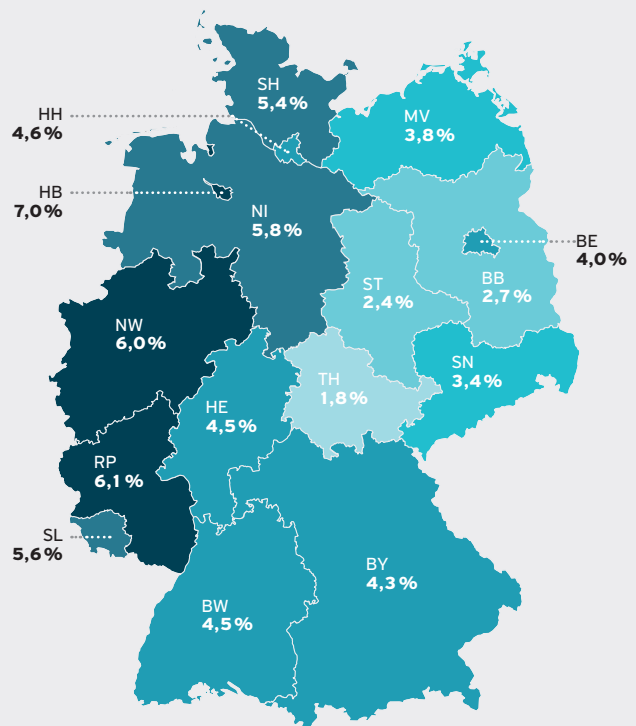 SH
5,4 %
HH
4,6 %
MV
3,8 %
HB
7,0 %
NI
5,8 %
BE
4,0 %
ST
2,4 %
BB
2,7 %
NW
6,0 %
SN
3,4 %
TH
1,8 %
HE
4,5 %
RP
6,1 %
SL
5,6 %
BY
4,3 %
BW
4,5 %